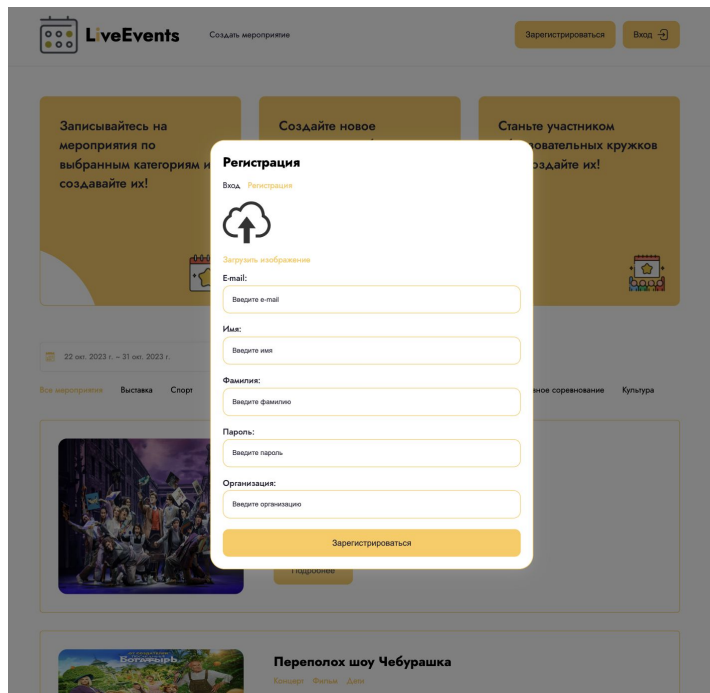 LiveEvents
Создать мероприятие
Зарегистрироваться
Вход
Записывайтесь на
мероприятия по
выбранным категориям и
создавайте их!
Создайте новое
Станьте участником
кружков
их!
Регистрация
Вход Регистрация
Загрузить изображение
E-mail:
Введите e-mail
Имя:
Введите имя
Фамилия:
Введите фамилию
Пароль:
Введите пароль
Организация:
Введите организацию
Зарегистрироваться
22 окт. 2023 г. – 31 окт. 2023 г.
Все мероприятия Выставка Спорт
соревнование Культура
Подробнее
Богатырь
Переполох шоу Чебурашка
Концерт Фильм Дети